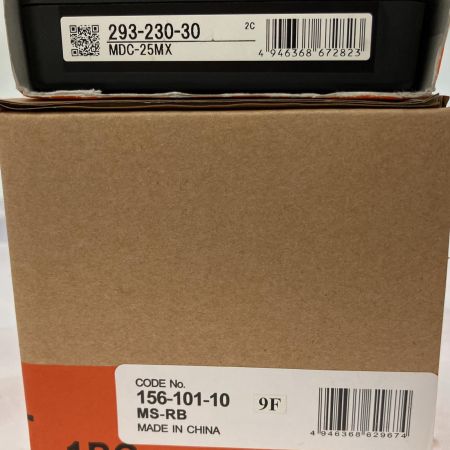 293-230-30
2C
MDC-25MX
4 946368 672823
CODE No.
156-101-10
9F
MS-RB
MADE IN CHINA
4 946368 629674